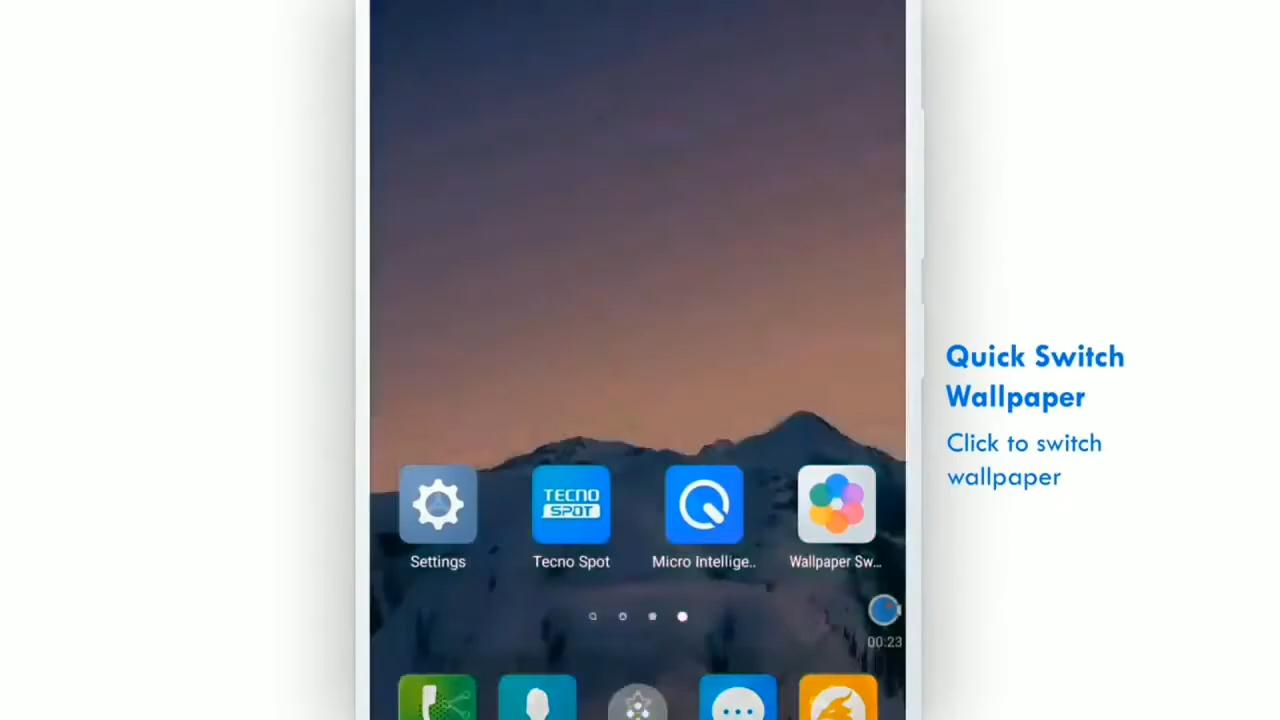 Quick Switch
Wallpaper
Click to switch
wallpaper
TECNO
SPOT
Settings
Tecno Spot
Micro Intellige..
Wallpaper Sw...
00:23